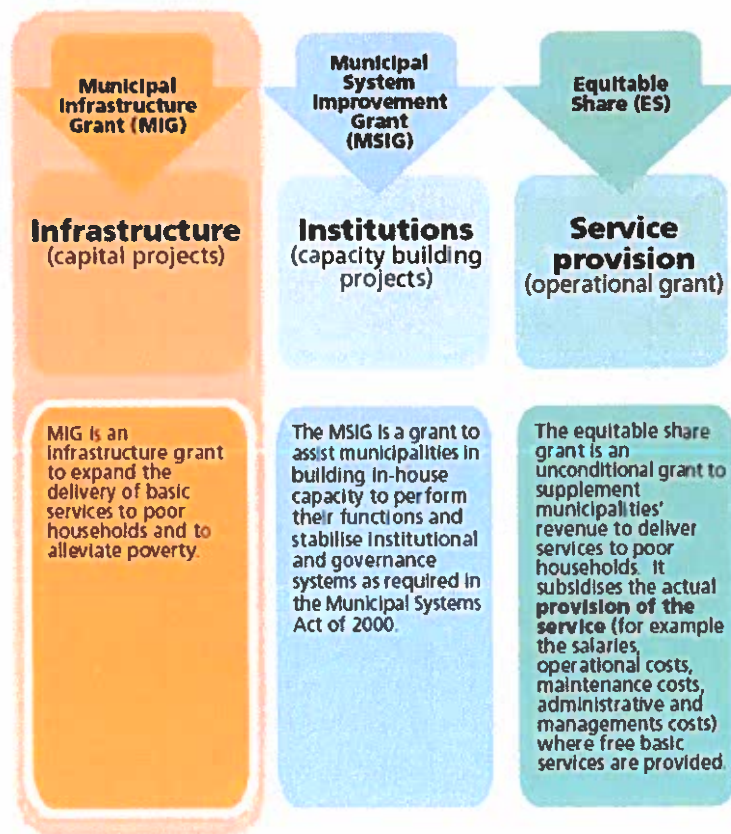 Municipal
Infrastructure
Grant (MIG)
Infrastructure
(capital projects)
MIG is an
infrastructure grant
to expand the
delivery of basic
services to poor
households and to
alleviate poverty.
Municipal
System
Improvement
Grant
(MSIG)
Institutions
(capacity building
projects)
The MSIG is a grant to
assist municipalities in
building in-house
capacity to perform
their functions and
stabilise institutional
and governance
systems as required in
the Municipal Systems
Act of 2000.
Equitable
Share (ES)
Service
provision
(operational grant)
The equitable share
grant is an
unconditional grant to
supplement
municipalities'
revenue to deliver
services to poor
households. It
subsidises the actual
provision of the
service (for example
the salaries,
operational costs,
maintenance costs,
administrative and
managements costs)
where free basic
services are provided.